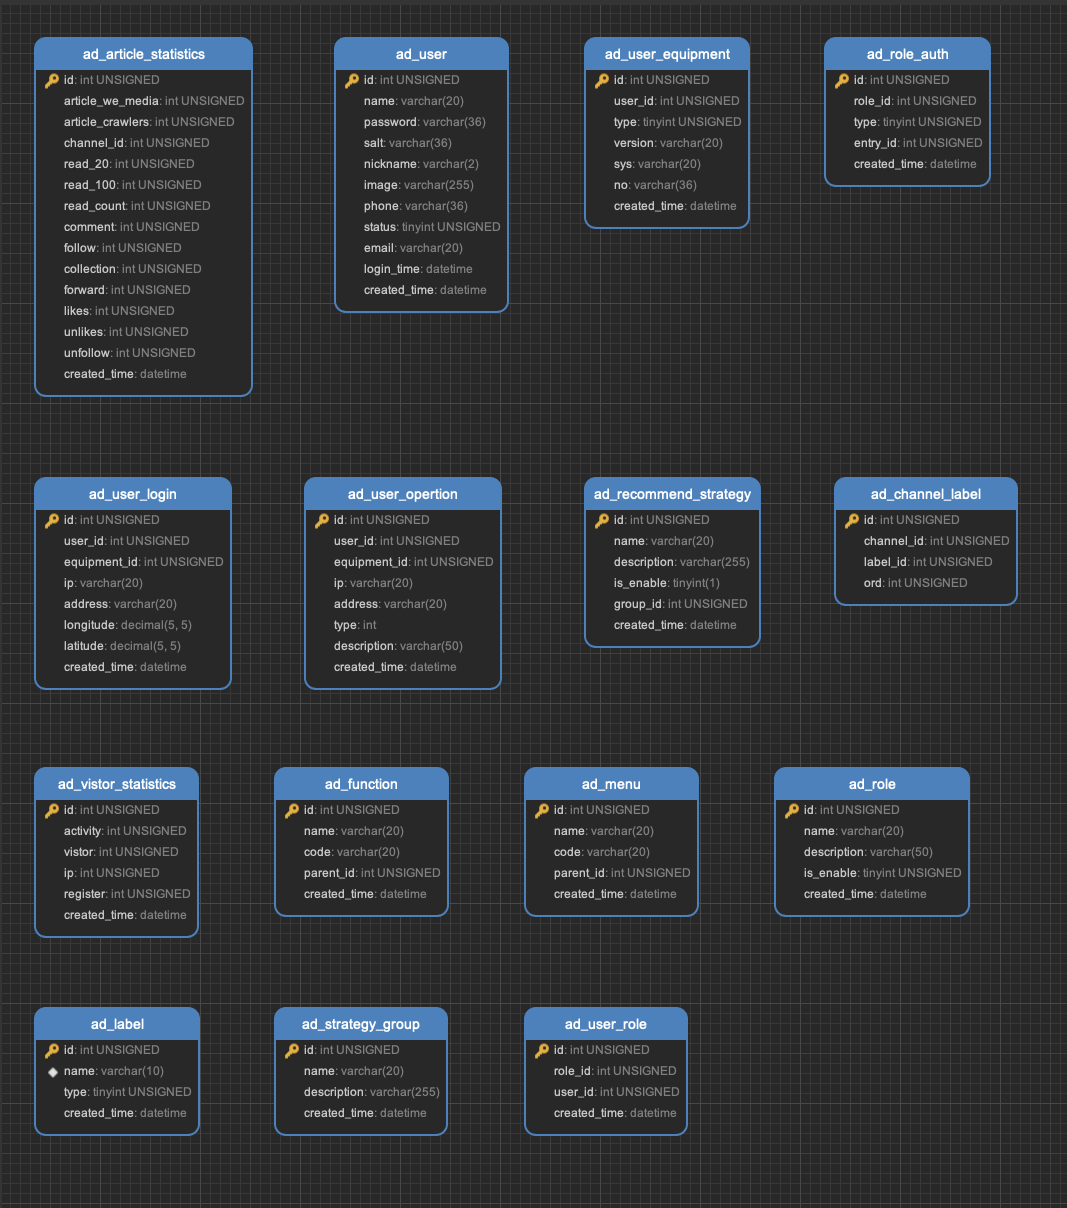 ad_article_statistics
id: int UNSIGNED
article_we_media: int UNSIGNED
article_crawlers: int UNSIGNED
channel_id: int UNSIGNED
read_20: int UNSIGNED
read_100: int UNSIGNED
read_count: int UNSIGNED
comment: int UNSIGNED
follow: int UNSIGNED
collection: int UNSIGNED
forward: int UNSIGNED
likes: int UNSIGNED
unlikes: int UNSIGNED
unfollow: int UNSIGNED
created_time: datetime
ad_user
id: int UNSIGNED
name: varchar(20)
password: varchar(36)
salt: varchar(36)
nickname: varchar(2)
image: varchar(255)
phone: varchar(36)
status: tinyint UNSIGNED
email: varchar(20)
login_time: datetime
created_time: datetime
ad_user_equipment
id: int UNSIGNED
user_id: int UNSIGNED
type: tinyint UNSIGNED
version: varchar(20)
sys: varchar(20)
no: varchar(36)
created_time: datetime
ad_role_auth
id: int UNSIGNED
role_id: int UNSIGNED
type: tinyint UNSIGNED
entry_id: int UNSIGNED
created_time: datetime
ad_user_login
id: int UNSIGNED
user_id: int UNSIGNED
equipment_id: int UNSIGNED
ip: varchar(20)
address: varchar(20)
longitude: decimal(5, 5)
latitude: decimal(5, 5)
created_time: datetime
ad_user_opertion
id: int UNSIGNED
user_id: int UNSIGNED
equipment_id: int UNSIGNED
ip: varchar(20)
address: varchar(20)
type: int
description: varchar(50)
created_time: datetime
ad_recommend_strategy
id: int UNSIGNED
name: varchar(20)
description: varchar(255)
is_enable: tinyint(1)
group_id: int UNSIGNED
created_time: datetime
ad_channel_label
id: int UNSIGNED
channel_id: int UNSIGNED
label_id: int UNSIGNED
ord: int UNSIGNED
ad_vistor_statistics
id: int UNSIGNED
activity: int UNSIGNED
vistor: int UNSIGNED
ip: int UNSIGNED
register: int UNSIGNED
created_time: datetime
ad_function
id: int UNSIGNED
name: varchar(20)
code: varchar(20)
parent_id: int UNSIGNED
created_time: datetime
ad_menu
id: int UNSIGNED
name: varchar(20)
code: varchar(20)
parent_id: int UNSIGNED
created_time: datetime
ad_role
id: int UNSIGNED
name: varchar(20)
description: varchar(50)
is_enable: tinyint UNSIGNED
created_time: datetime
ad_label
id: int UNSIGNED
name: varchar(10)
type: tinyint UNSIGNED
created_time: datetime
ad_strategy_group
id: int UNSIGNED
name: varchar(20)
description: varchar(255)
created_time: datetime
ad_user_role
id: int UNSIGNED
role_id: int UNSIGNED
user_id: int UNSIGNED
created_time: datetime